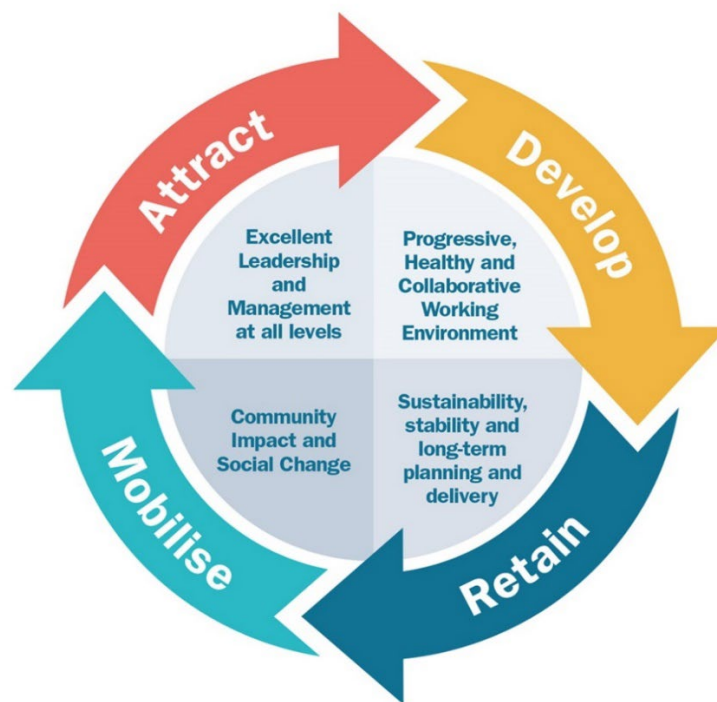 Attract
Develop
Excellent
Leadership
and
Management
at all levels
Progressive,
Healthy and
Collaborative
Working
Environment
Community
Impact and
Social Change
Sustainability,
stability and
long-term
planning and
delivery
Mobilise
Retain